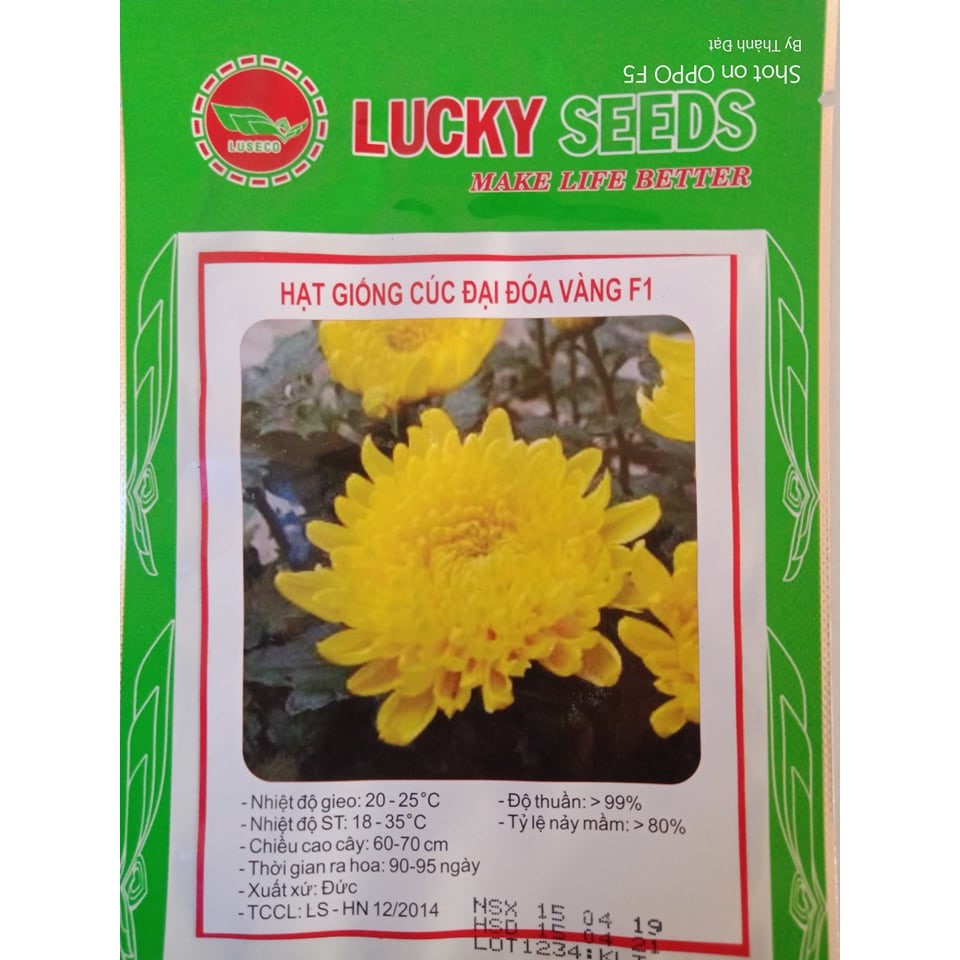 By Thành Đạt
Shot on OPPO F5
LUSECO
LUCKY SEEDS
MAKE LIFE BETTER
HẠT GIỐNG CÚC ĐẠI ĐÓA VÀNG F1
- Nhiệt độ gieo: 20 - 25°C
- Nhiệt độ ST: 18 - 35°C
- Chiều cao cây: 60-70 cm
- Thời gian ra hoa: 90-95 ngày
- Xuất xứ: Đức
- TCCL: LS - HN 12/2014
- Độ thuần: > 99%
- Tỷ lệ nảy mầm: > 80%
NSX 15 04 19
HSD 15 04 21
LOT1234: